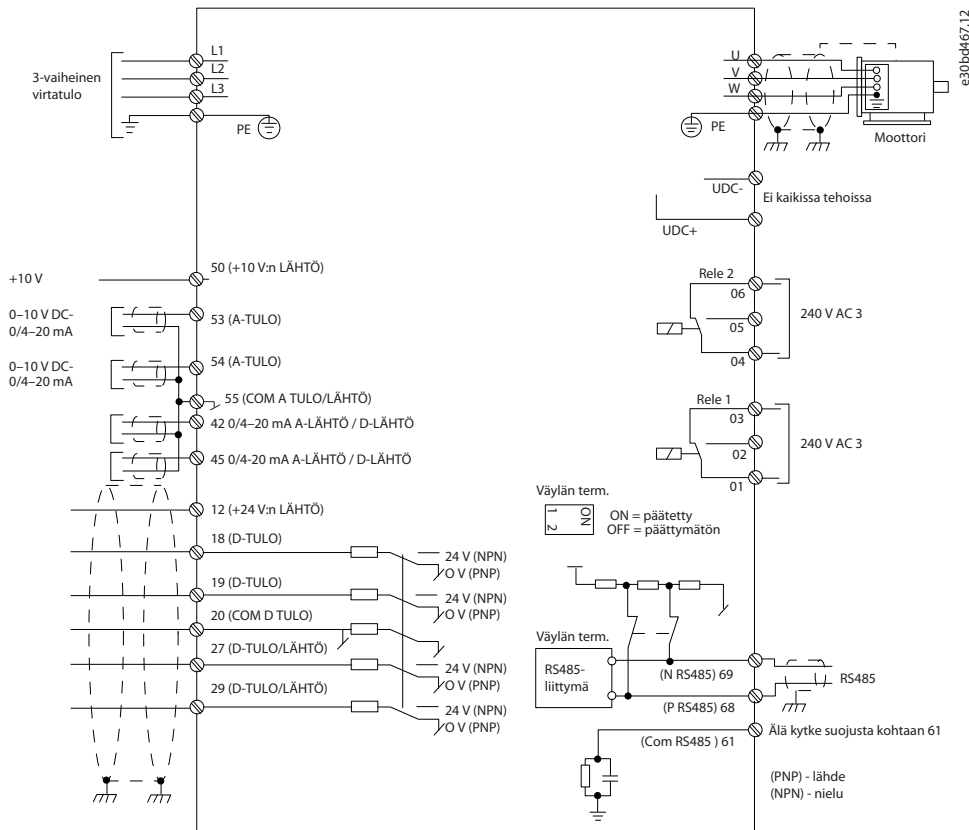 e30bd467.12
3-vaiheinen
virtatulo
L1
L2
L3
PE
U
V
W
PE
Moottori
UDC-
Ei kaikissa tehoissa
UDC+
+10 V
50 (+10 V:n LÄHTÖ)
0–10 V DC-
0/4–20 mA
53 (A-TULO)
0–10 V DC-
0/4–20 mA
54 (A-TULO)
55 (COM A TULO/LÄHTÖ)
42 0/4–20 mA A-LÄHTÖ / D-LÄHTÖ
45 0/4-20 mA A-LÄHTÖ / D-LÄHTÖ
12 (+24 V:n LÄHTÖ)
18 (D-TULO)
24 V (NPN)
O V (PNP)
19 (D-TULO)
24 V (NPN)
O V (PNP)
20 (COM D TULO)
27 (D-TULO/LÄHTÖ)
24 V (NPN)
O V (PNP)
29 (D-TULO/LÄHTÖ)
24 V (NPN)
O V (PNP)
Rele 2
06
05
04
240 V AC 3
Rele 1
03
02
01
240 V AC 3
Väylän term.
1
2
ON
ON = päätetty
OFF = päättymätön
Väylän term.
RS485-
liittymä
(N RS485) 69
RS485
(P RS485) 68
(Com RS485 ) 61
Älä kytke suojusta kohtaan 61
(PNP) - lähde
(NPN) - nielu